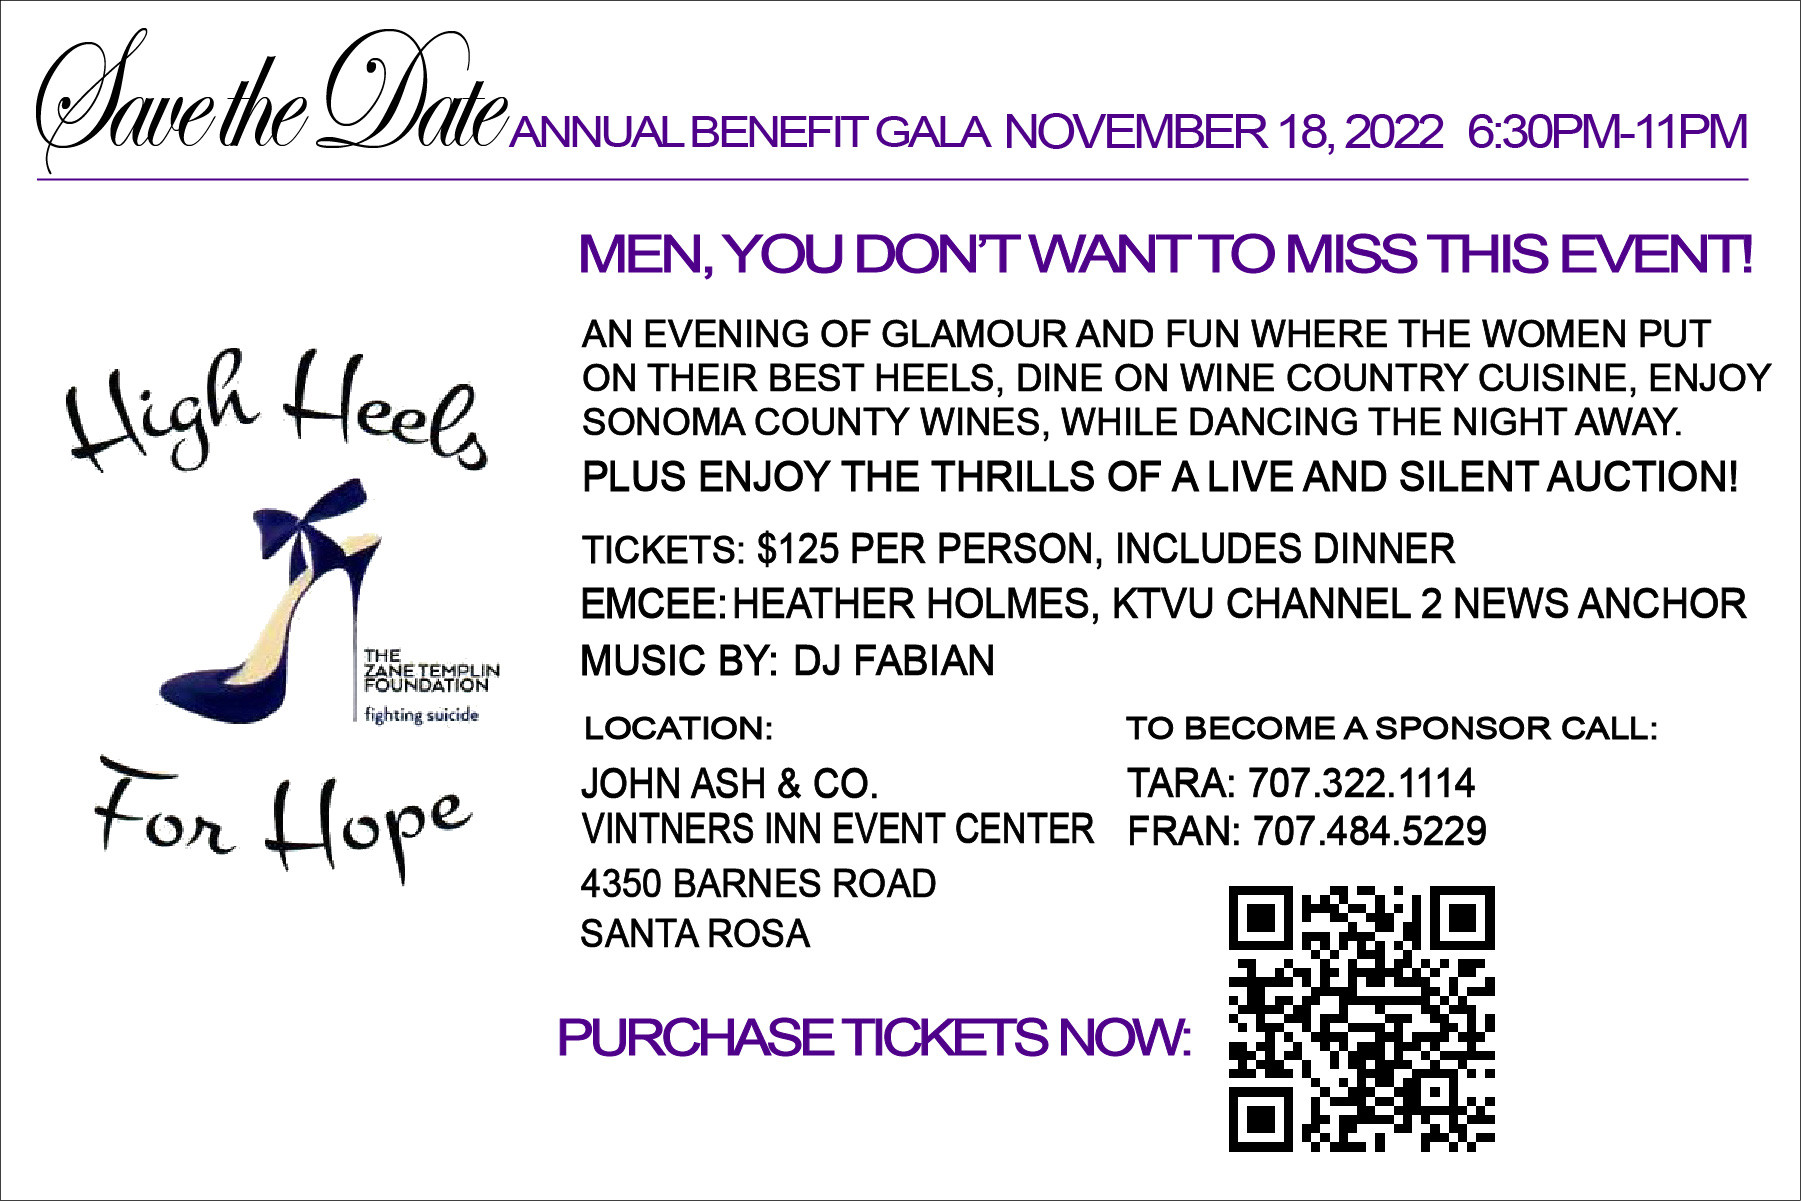 Save the Date ANNUAL BENEFIT GALA NOVEMBER 18, 2022 6:30PM-11PM
MEN, YOU DON'T WANT TO MISS THIS EVENT!
AN EVENING OF GLAMOUR AND FUN WHERE THE WOMEN PUT
ON THEIR BEST HEELS, DINE ON WINE COUNTRY CUISINE, ENJOY
SONOMA COUNTY WINES, WHILE DANCING THE NIGHT AWAY.
PLUS ENJOY THE THRILLS OF A LIVE AND SILENT AUCTION!
TICKETS: $125 PER PERSON, INCLUDES DINNER
EMCEE: HEATHER HOLMES, KTVU CHANNEL 2 NEWS ANCHOR
MUSIC BY: DJ FABIAN
High Heels
THE
ZANE TEMPLIN
FOUNDATION
fighting suicide
For Hope
LOCATION:
JOHN ASH & CO.
VINTNERS INN EVENT CENTER
4350 BARNES ROAD
SANTA ROSA
TO BECOME A SPONSOR CALL:
TARA: 707.322.1114
FRAN: 707.484.5229
PURCHASE TICKETS NOW: